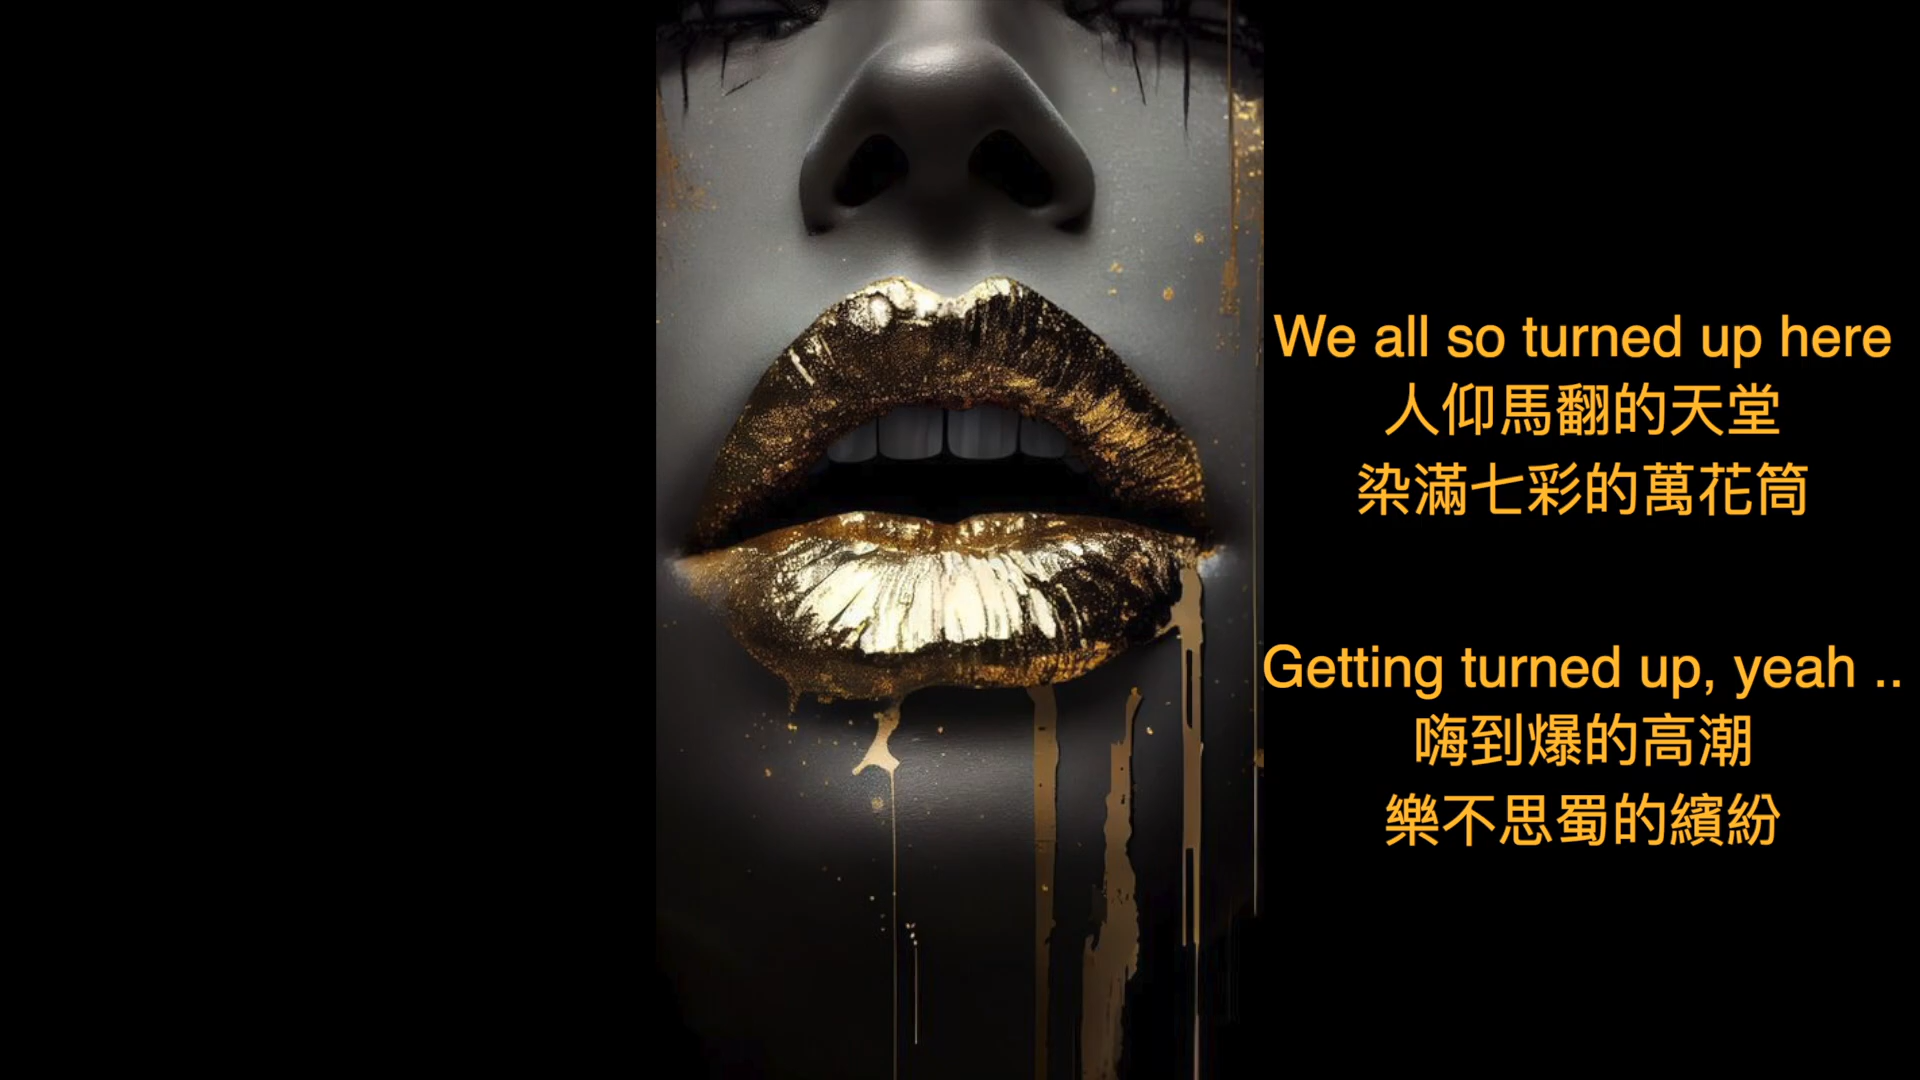 We all so turned up here
人仰馬翻的天堂
染滿七彩的萬花筒
Getting turned up, yeah ..
嗨到爆的高潮
樂不思蜀的繽紛